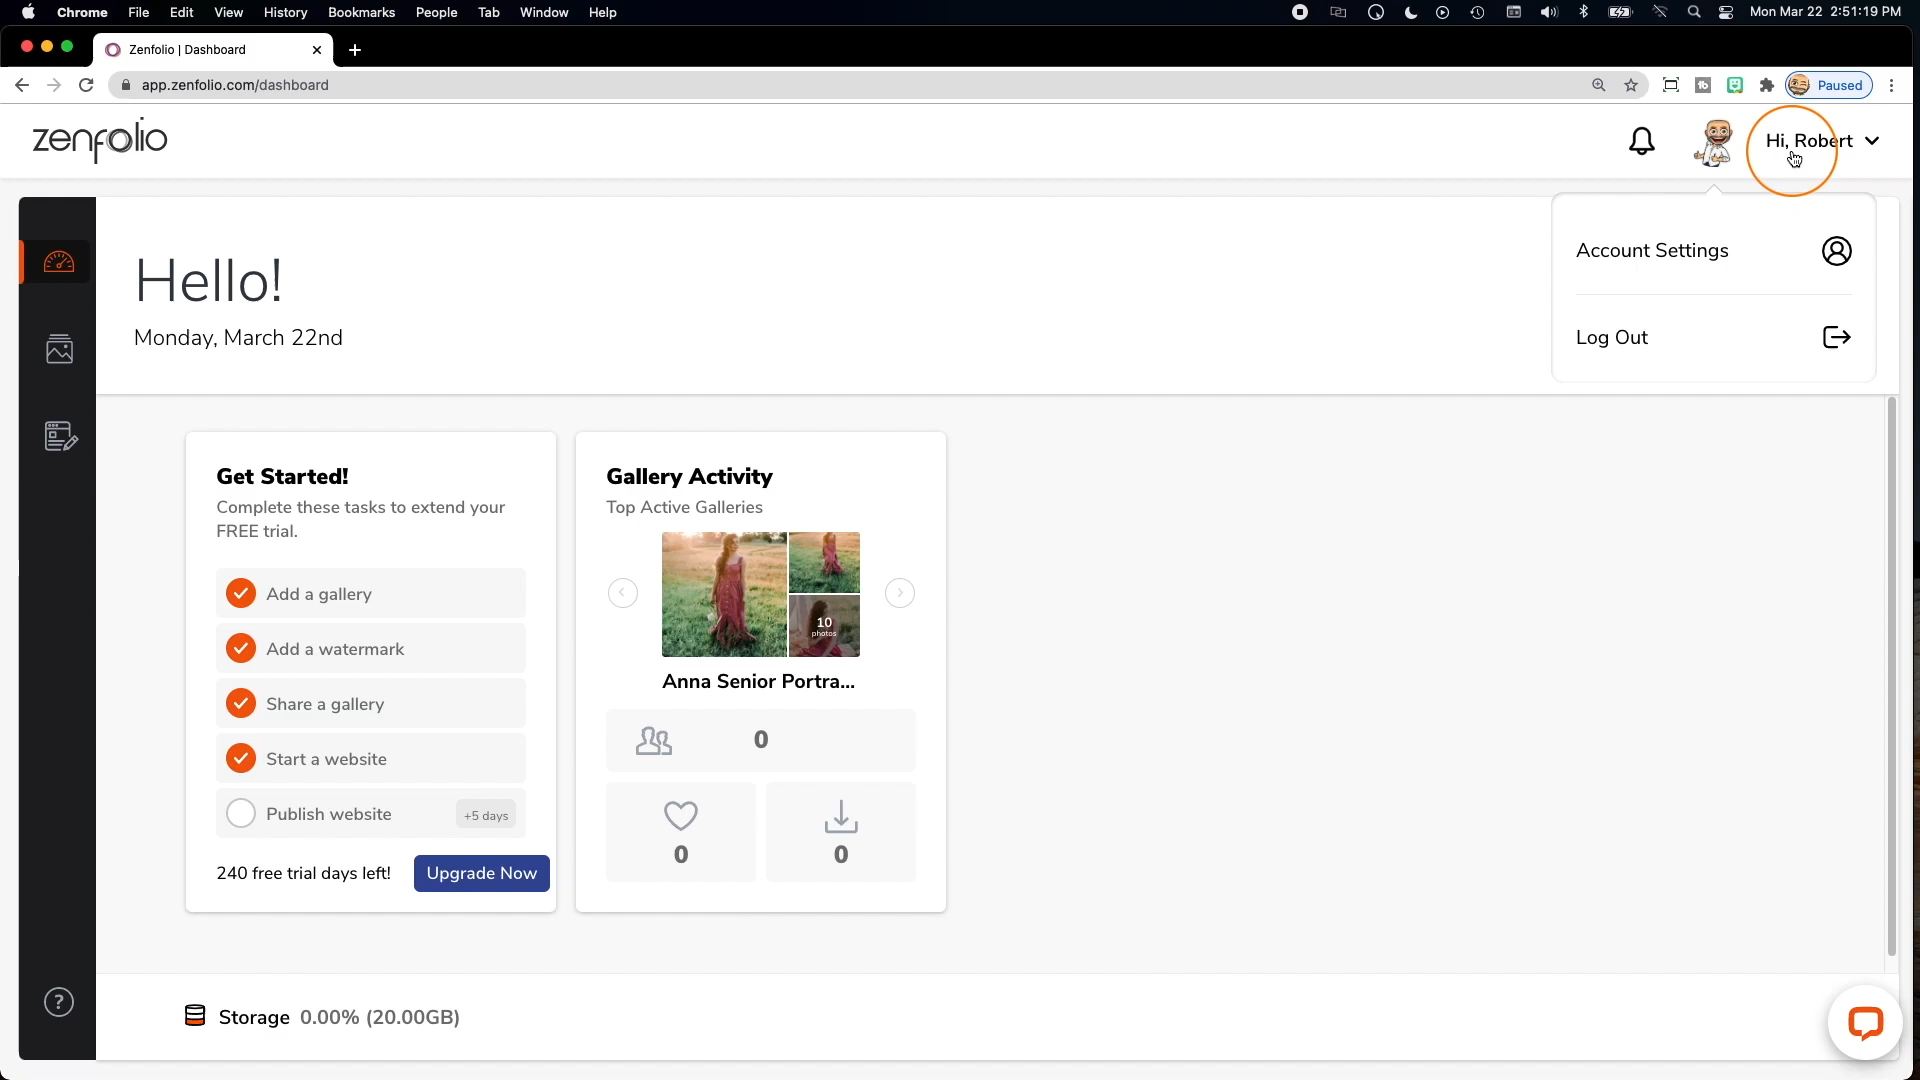 Chrome File Edit View History Bookmarks People Tab Window Help Mon Mar 22 2:51:19 PM
Zenfolio | Dashboard
app.zenfolio.com/dashboard Paused
zenfolio Hi, Robert
Account Settings
Log Out
Hello!
Monday, March 22nd
Get Started!
Complete these tasks to extend your
FREE trial.
Add a gallery
Add a watermark
Share a gallery
Start a website
Publish website +5 days
240 free trial days left! Upgrade Now
Gallery Activity
Top Active Galleries
10
photos
Anna Senior Portra...
0
0 0
Storage 0.00% (20.00GB)